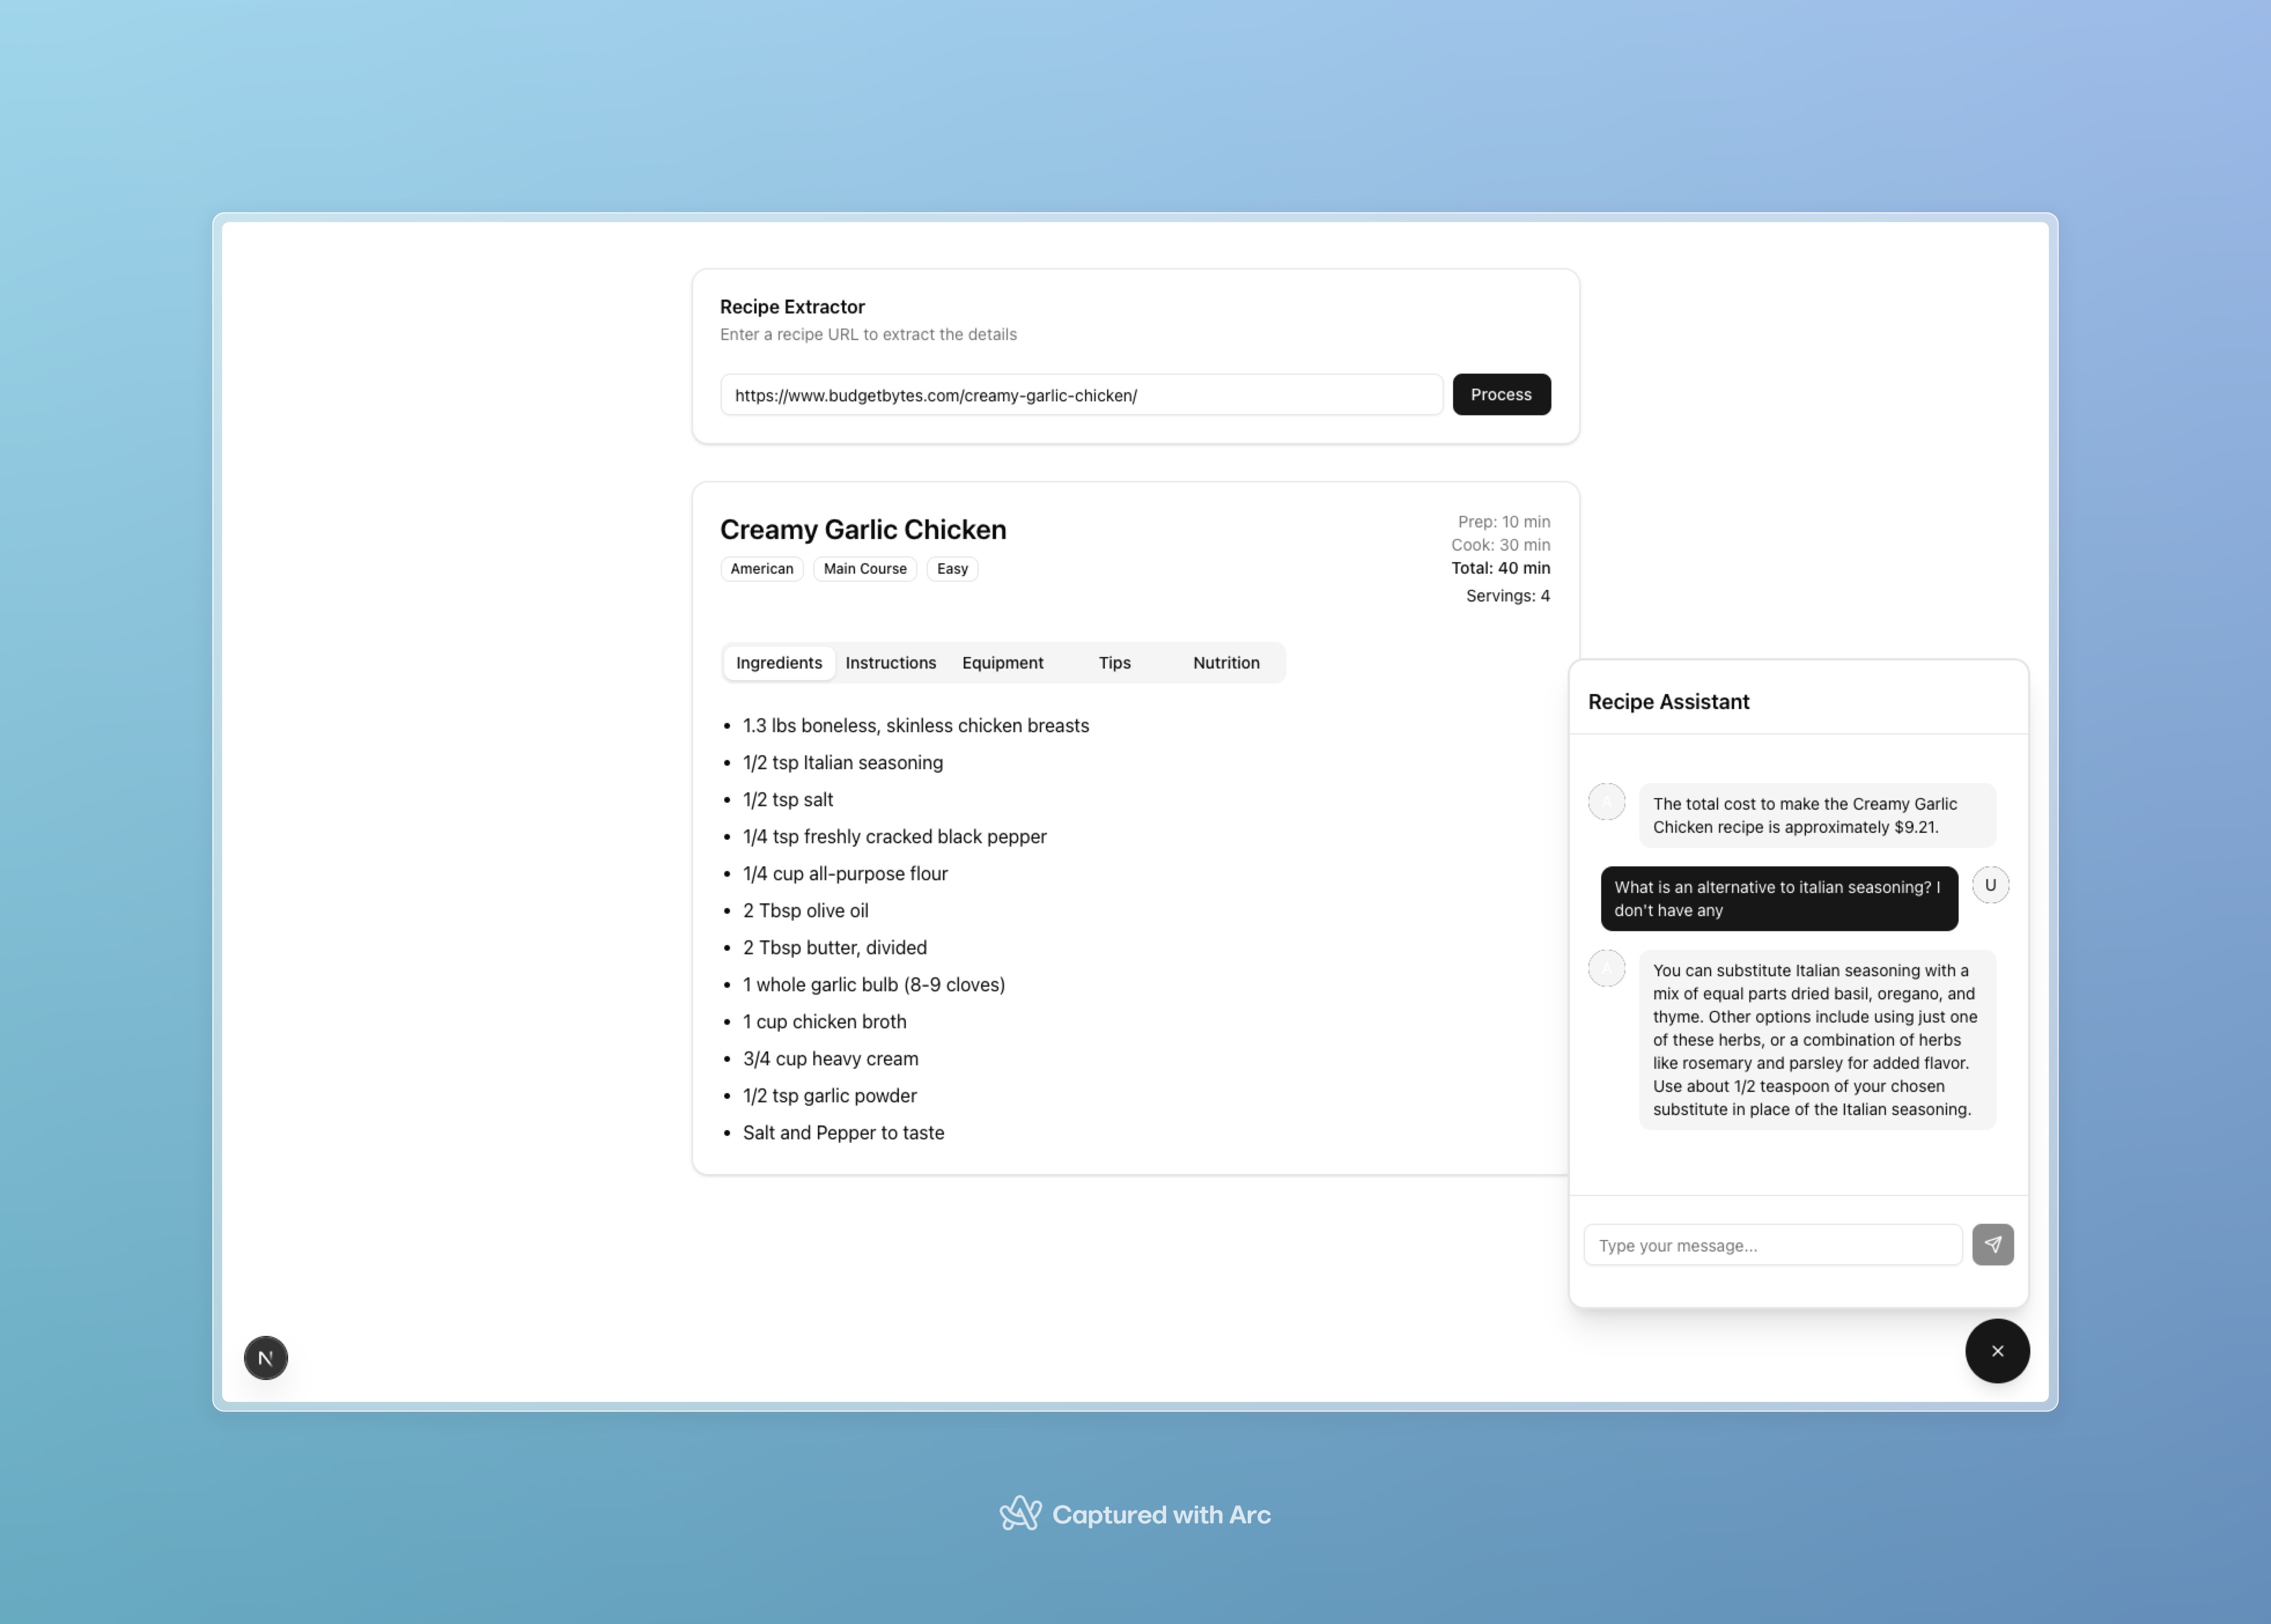 Recipe Extractor
Enter a recipe URL to extract the details
https://www.budgetbytes.com/creamy-garlic-chicken/
Process
Creamy Garlic Chicken
American
Main Course
Easy
Prep: 10 min
Cook: 30 min
Total: 40 min
Servings: 4
Ingredients
Instructions
Equipment
Tips
Nutrition
1.3 lbs boneless, skinless chicken breasts
1/2 tsp Italian seasoning
1/2 tsp salt
1/4 tsp freshly cracked black pepper
1/4 cup all-purpose flour
2 Tbsp olive oil
2 Tbsp butter, divided
1 whole garlic bulb (8-9 cloves)
1 cup chicken broth
3/4 cup heavy cream
1/2 tsp garlic powder
Salt and Pepper to taste
Recipe Assistant
A
The total cost to make the Creamy Garlic
Chicken recipe is approximately $9.21.
What is an alternative to italian seasoning? I
don't have any
U
A
You can substitute Italian seasoning with a
mix of equal parts dried basil, oregano, and
thyme. Other options include using just one
of these herbs, or a combination of herbs
like rosemary and parsley for added flavor.
Use about 1/2 teaspoon of your chosen
substitute in place of the Italian seasoning.
Type your message...
N
Captured with Arc